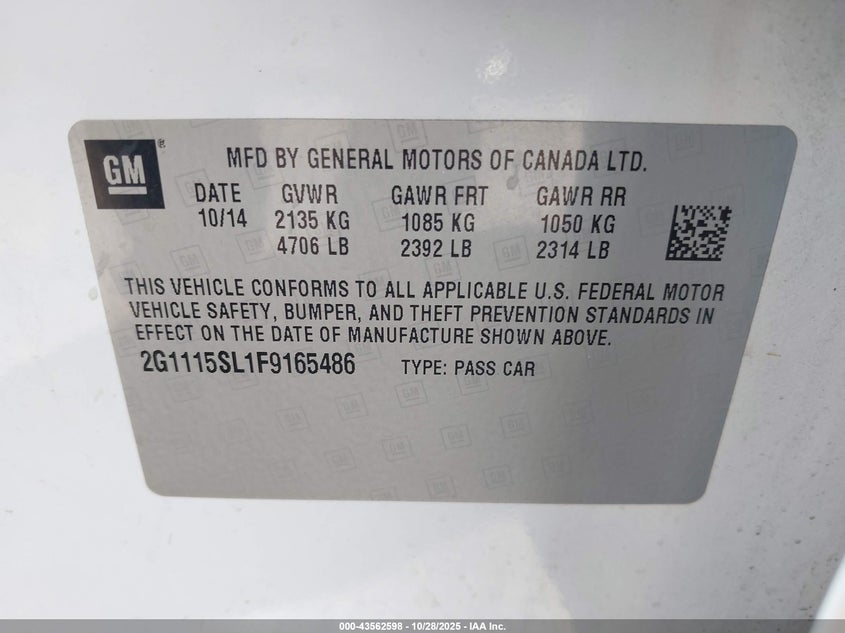 GM
MFD BY GENERAL MOTORS OF CANADA LTD.
DATE GVWR GAWR FRT GAWR RR
10/14 2135 KG 1085 KG 1050 KG
4706 LB 2392 LB 2314 LB
THIS VEHICLE CONFORMS TO ALL APPLICABLE U.S. FEDERAL MOTOR
VEHICLE SAFETY, BUMPER, AND THEFT PREVENTION STANDARDS IN
EFFECT ON THE DATE OF MANUFACTURE SHOWN ABOVE.
2G1115SL1F9165486 TYPE: PASS CAR
000-43562598 - 10/28/2025 - IAA Inc.